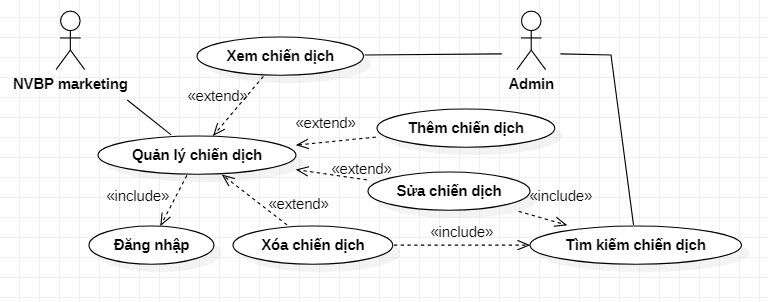 NVBP marketing
Xem chiến dịch
Admin
«extend»
«extend»
Thêm chiến dịch
Quản lý chiến dịch
«extend»
«include»
Sửa chiến dịch
«include»
«extend»
Đăng nhập
Xóa chiến dịch
«include»
Tìm kiếm chiến dịch